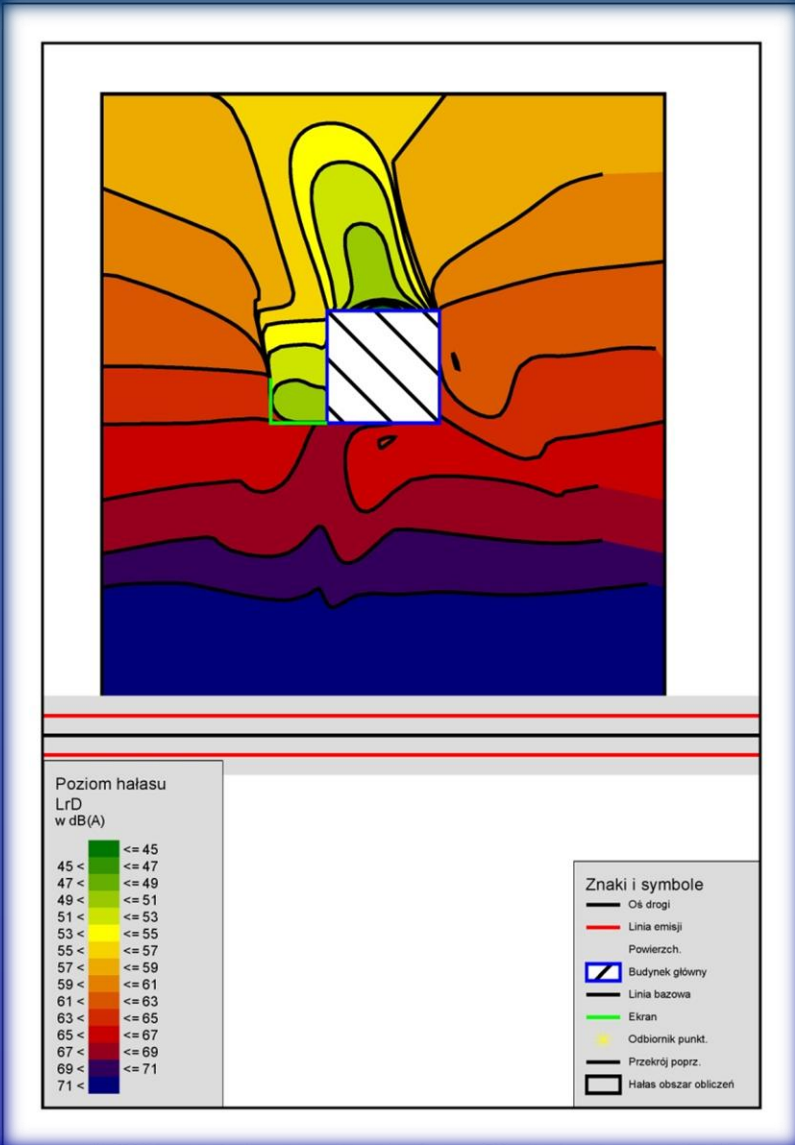 Poziom hałasu
LrD
w dB(A)
<= 45
45 < <= 47
47 < <= 49
49 < <= 51
51 < <= 53
53 < <= 55
55 < <= 57
57 < <= 59
59 < <= 61
61 < <= 63
63 < <= 65
65 < <= 67
67 < <= 69
69 < <= 71
71 <
Znaki i symbole
Oś drogi
Linia emisji
Powierzch.
Budynek główny
Linia bazowa
Ekran
Odbiornik punkt.
Przekrój poprz.
Hałas obszar obliczeń